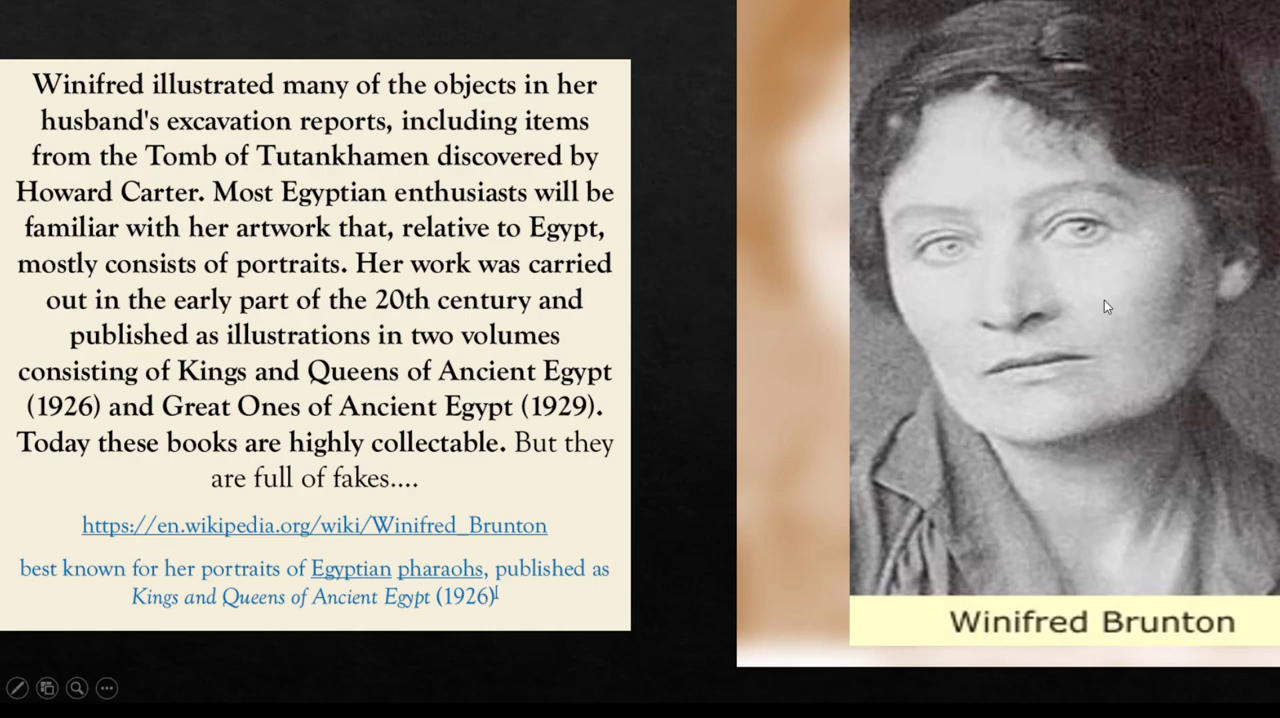 Winifred illustrated many of the objects in her
husband's excavation reports, including items
from the Tomb of Tutankhamen discovered by
Howard Carter. Most Egyptian enthusiasts will be
familiar with her artwork that, relative to Egypt,
mostly consists of portraits. Her work was carried
out in the early part of the 20th century and
published as illustrations in two volumes
consisting of Kings and Queens of Ancient Egypt
(1926) and Great Ones of Ancient Egypt (1929).
Today these books are highly collectable. But they
are full of fakes....
https://en.wikipedia.org/wiki/Winifred_Brunton
best known for her portraits of Egyptian pharaohs, published as
Kings and Queens of Ancient Egypt (1926)[
Winifred Brunton